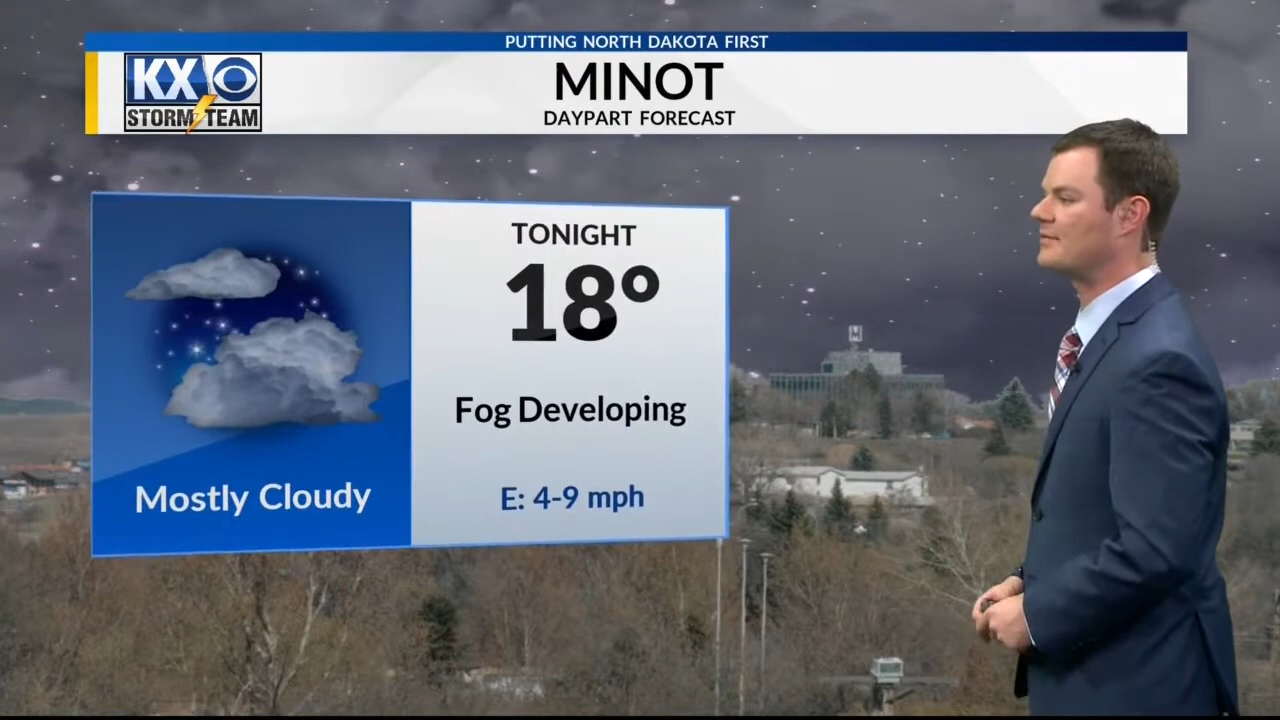 PUTTING NORTH DAKOTA FIRST
KX
STORM TEAM
MINOT
DAYPART FORECAST
TONIGHT
18°
Fog Developing
Mostly Cloudy
E: 4-9 mph